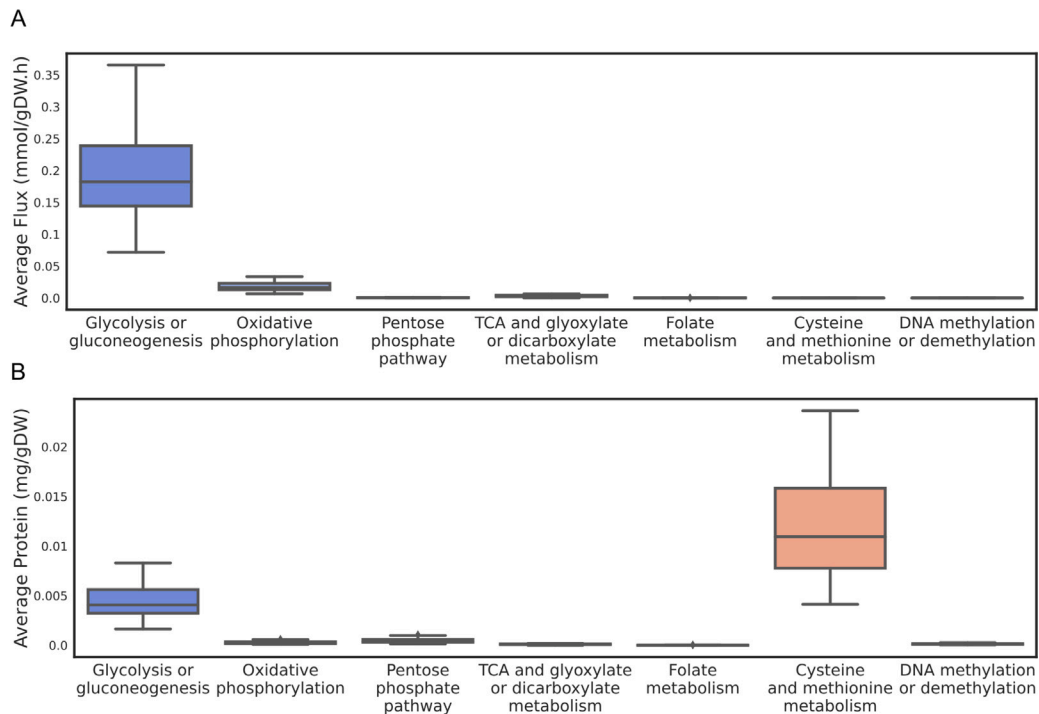 A
Average Flux (mmol/gDW.h)
0.35
0.3
0.25
0.2
0.15
0.1
0.05
0.0
Glycolysis or
gluconeogenesis
Oxidative
phosphorylation
Pentose
phosphate
pathway
TCA and glyoxylate
or dicarboxylate
metabolism
Folate
metabolism
Cysteine
and methionine
metabolism
DNA methylation
or demethylation
B
Average Protein (mg/gDW)
0.02
0.015
0.01
0.005
0.0
Glycolysis or
gluconeogenesis
Oxidative
phosphorylation
Pentose
phosphate
pathway
TCA and glyoxylate
or dicarboxylate
metabolism
Folate
metabolism
Cysteine
and methionine
metabolism
DNA methylation
or demethylation